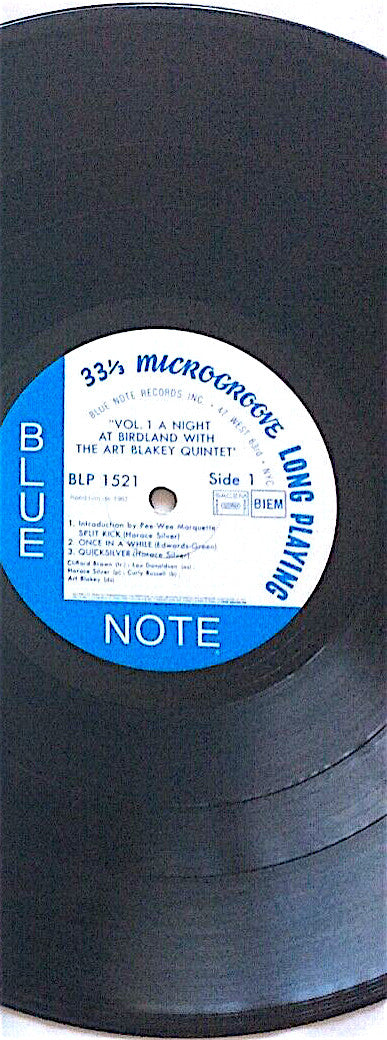 33⅓ MICROGROOVE LONG PLAYING
BLUE NOTE RECORDS INC. • 47 WEST 63rd • NYC
"VOL. 1 A NIGHT
AT BIRDLAND WITH
THE ART BLAKEY QUINTET"
BLP 1521 Side 1
BIEM
1. Introduction by Pee Wee Marquette
SPLIT KICK (Horace Silver)
2. ONCE IN A WHILE (Edwards-Green)
3. QUICKSILVER (Horace Silver)
Clifford Brown (tr) : Lou Donaldson (as) :
Horace Silver (p) : Curly Russell (b) :
Art Blakey (ds)
BLUE
NOTE